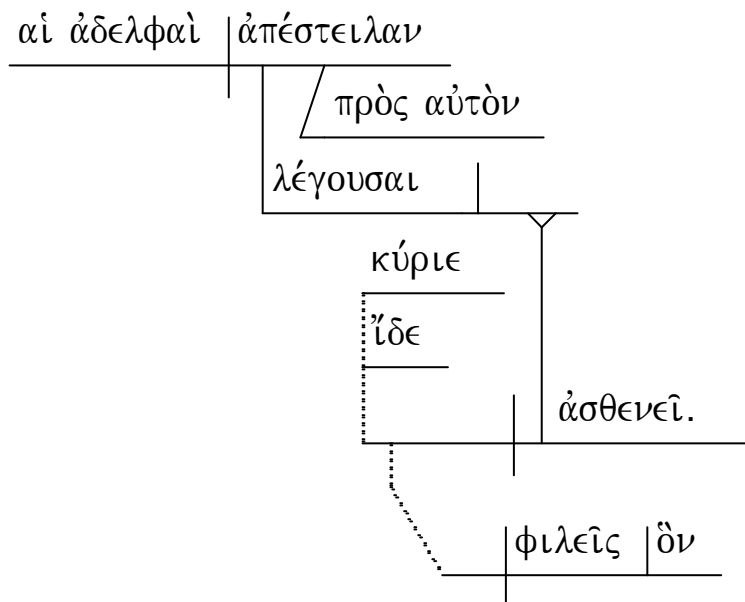 αἱ ἀδελφαὶ ἀπέστειλαν
πρὸς αὐτὸν
λέγουσαι
κύριε
ἴδε
ἀσθενεῖ.
φιλεῖς ὃν